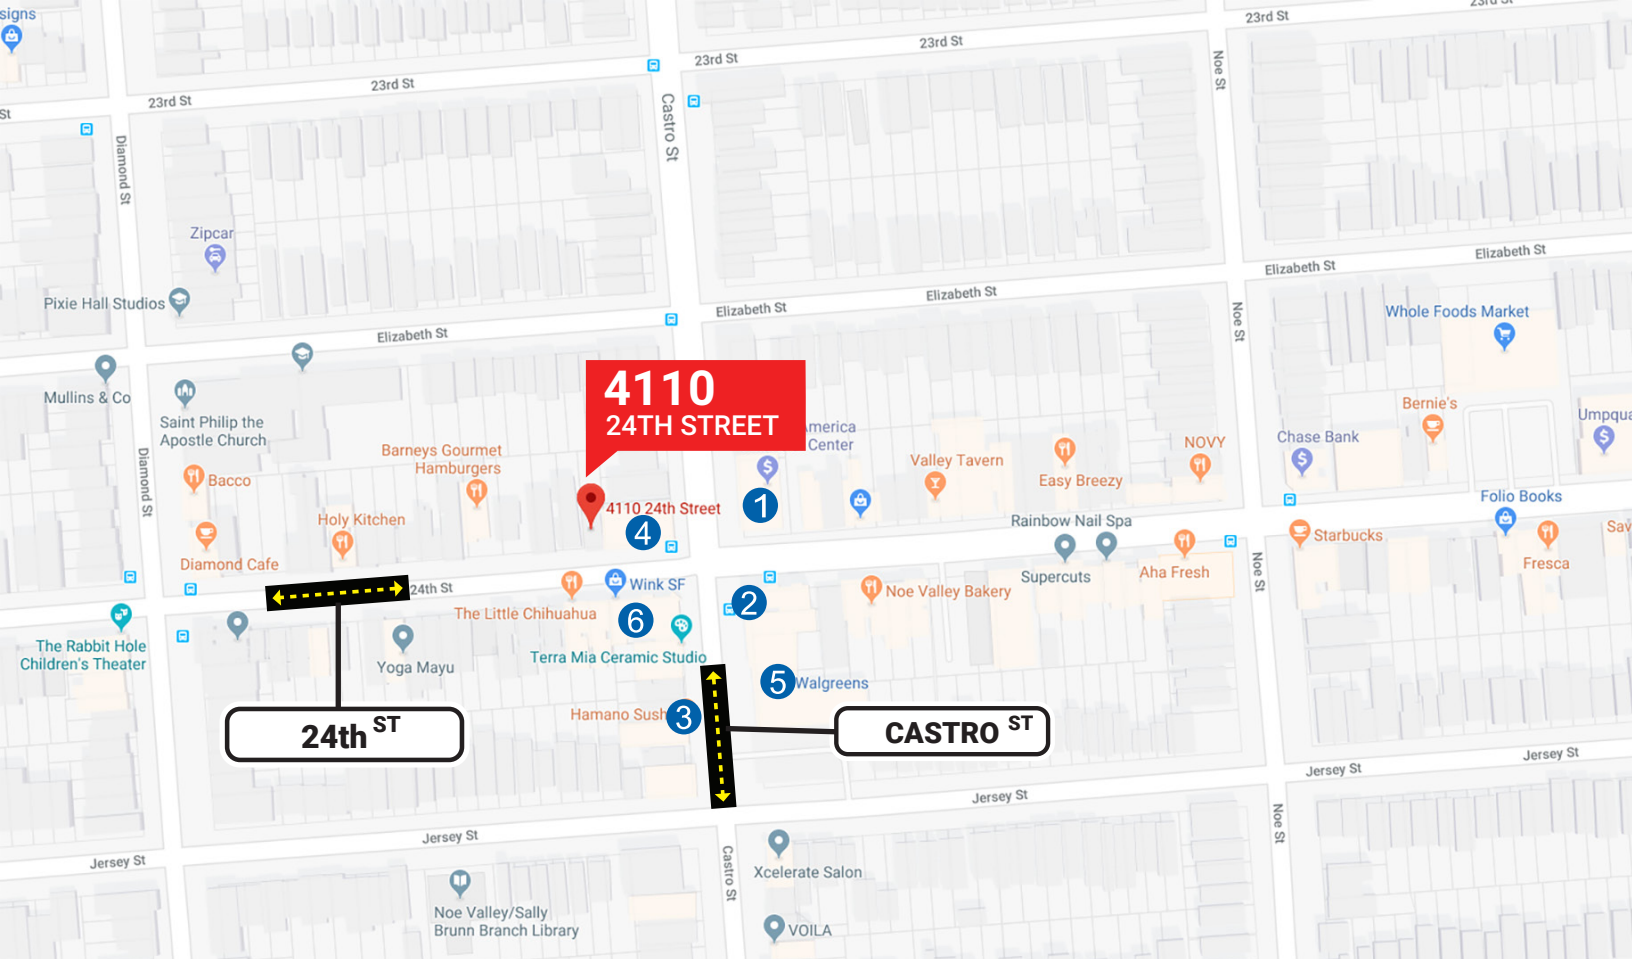 signs
23rd St
23rd St
23rd St
23rd St
23rd St
23rd St
St
Noe St
Castro St
Diamond St
Zipcar
Pixie Hall Studios
Elizabeth St
Elizabeth St
Elizabeth St
Elizabeth St
Elizabeth St
Noe St
Whole Foods Market
Mullins & Co
Saint Philip the
Apostle Church
4110
24TH STREET
America
Center
Bernie's
Umpqua
Chase Bank
NOVY
Barneys Gourmet
Hamburgers
Valley Tavern
Easy Breezy
Diamond St
Bacco
4110 24th Street
1
4
Folio Books
Holy Kitchen
Rainbow Nail Spa
Starbucks
Sav
Diamond Cafe
Supercuts
Aha Fresh
Fresca
Noe St
24th St
Wink SF
Noe Valley Bakery
The Little Chihuahua
2
6
The Rabbit Hole
Children's Theater
Yoga Mayu
Terra Mia Ceramic Studio
5
Walgreens
Hamano Sush
3
24th ST
CASTRO ST
Jersey St
Jersey St
Jersey St
Jersey St
Jersey St
Noe St
Castro St
Xcelerate Salon
Noe Valley/Sally
Brunn Branch Library
VOILA